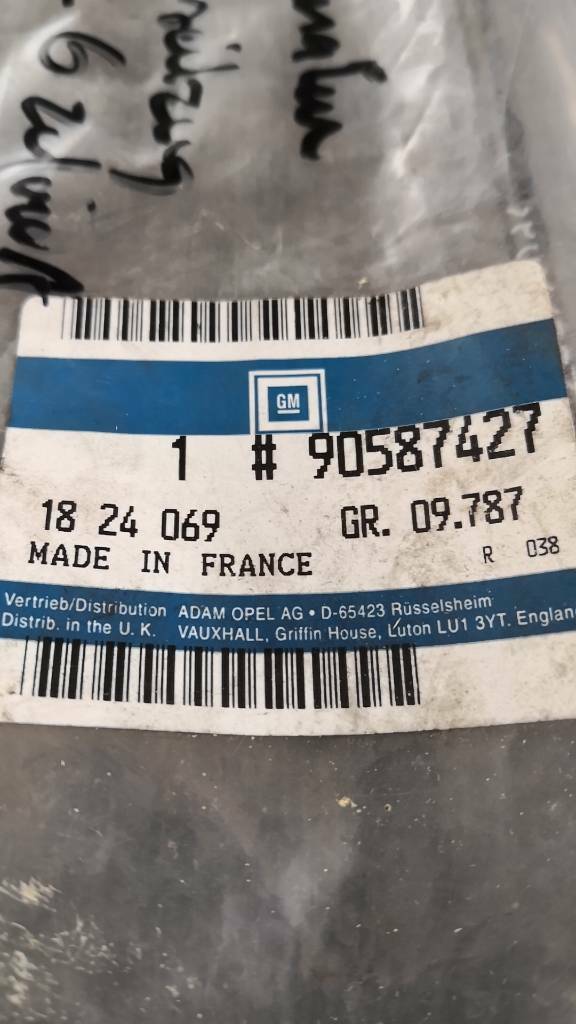 GM
1 # 90587427
18 24 069 GR. 09.787
MADE IN FRANCE R 038
Vertrieb/Distribution ADAM OPEL AG • D-65423 Rüsselsheim
Distrib. in the U. K. VAUXHALL, Griffin House, Luton LU1 3YT. Englan